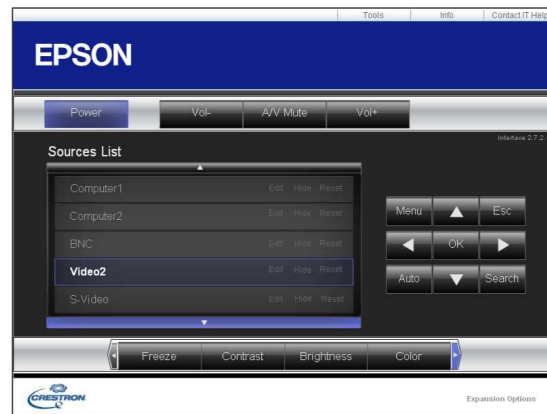 Tools Info Contact IT Help
EPSON
Power Vol- A/V Mute Vol+
Interface 2.7.2.
Sources List
Computer1 Edit Hide Reset
Computer2 Edit Hide Reset
BNC Edit Hide Reset
Video2 Edit Hide Reset
S-Video Edit Hide Reset
Menu Esc
OK
Auto Search
Freeze Contrast Brightness Color
CRESTRON
Expansion Options